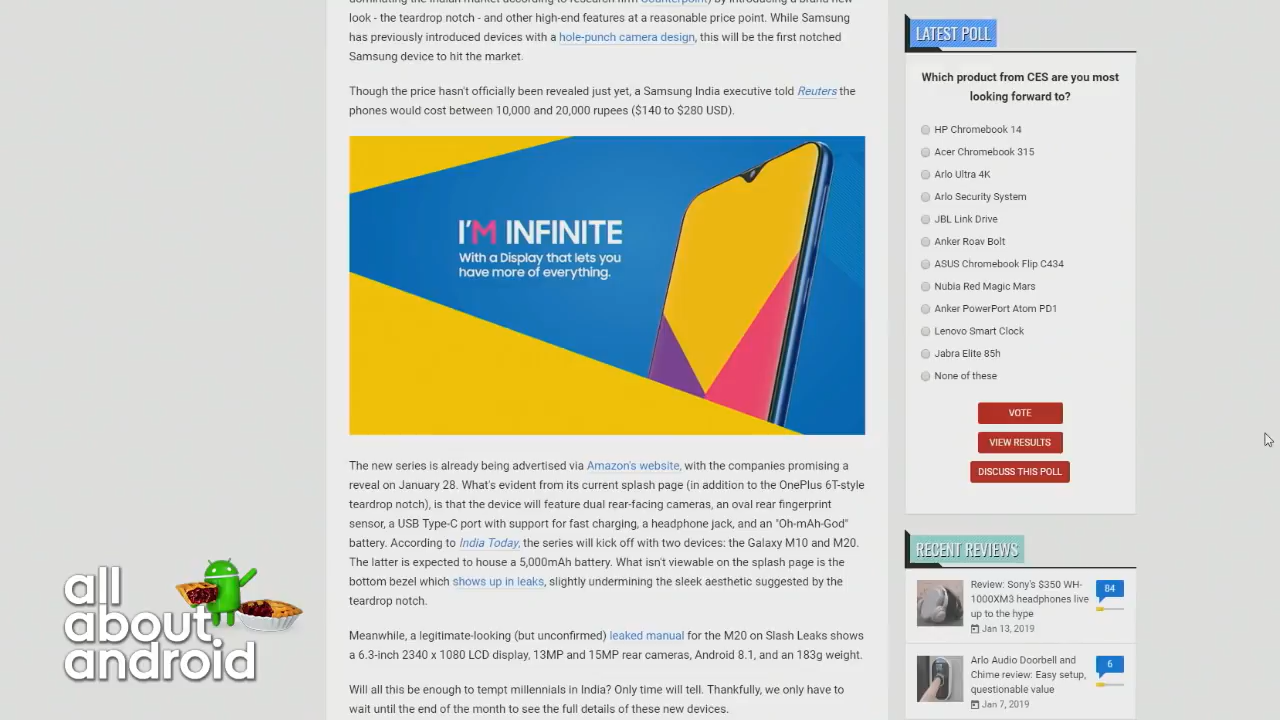 dominating the Indian market according to research firm Counterpoint) by introducing a brand new
look - the teardrop notch - and other high-end features at a reasonable price point. While Samsung
has previously introduced devices with a hole-punch camera design, this will be the first notched
Samsung device to hit the market.
Though the price hasn't officially been revealed just yet, a Samsung India executive told Reuters the
phones would cost between 10,000 and 20,000 rupees ($140 to $280 USD).
I'M INFINITE
With a Display that lets you
have more of everything.
The new series is already being advertised via Amazon's website, with the companies promising a
reveal on January 28. What's evident from its current splash page (in addition to the OnePlus 6T-style
teardrop notch), is that the device will feature dual rear-facing cameras, an oval rear fingerprint
sensor, a USB Type-C port with support for fast charging, a headphone jack, and an "Oh-mAh-God"
battery. According to India Today, the series will kick off with two devices: the Galaxy M10 and M20.
The latter is expected to house a 5,000mAh battery. What isn't viewable on the splash page is the
bottom bezel which shows up in leaks, slightly undermining the sleek aesthetic suggested by the
teardrop notch.
Meanwhile, a legitimate-looking (but unconfirmed) leaked manual for the M20 on Slash Leaks shows
a 6.3-inch 2340 x 1080 LCD display, 13MP and 15MP rear cameras, Android 8.1, and an 183g weight.
Will all this be enough to tempt millennials in India? Only time will tell. Thankfully, we only have to
wait until the end of the month to see the full details of these new devices.
LATEST POLL
Which product from CES are you most
looking forward to?
HP Chromebook 14
Acer Chromebook 315
Arlo Ultra 4K
Arlo Security System
JBL Link Drive
Anker Roav Bolt
ASUS Chromebook Flip C434
Nubia Red Magic Mars
Anker PowerPort Atom PD1
Lenovo Smart Clock
Jabra Elite 85h
None of these
VOTE
VIEW RESULTS
DISCUSS THIS POLL
RECENT REVIEWS
Review: Sony's $350 WH-
1000XM3 headphones live
up to the hype
Jan 13, 2019
84
Arlo Audio Doorbell and
Chime review: Easy setup,
questionable value
Jan 7, 2019
6
all
about
android